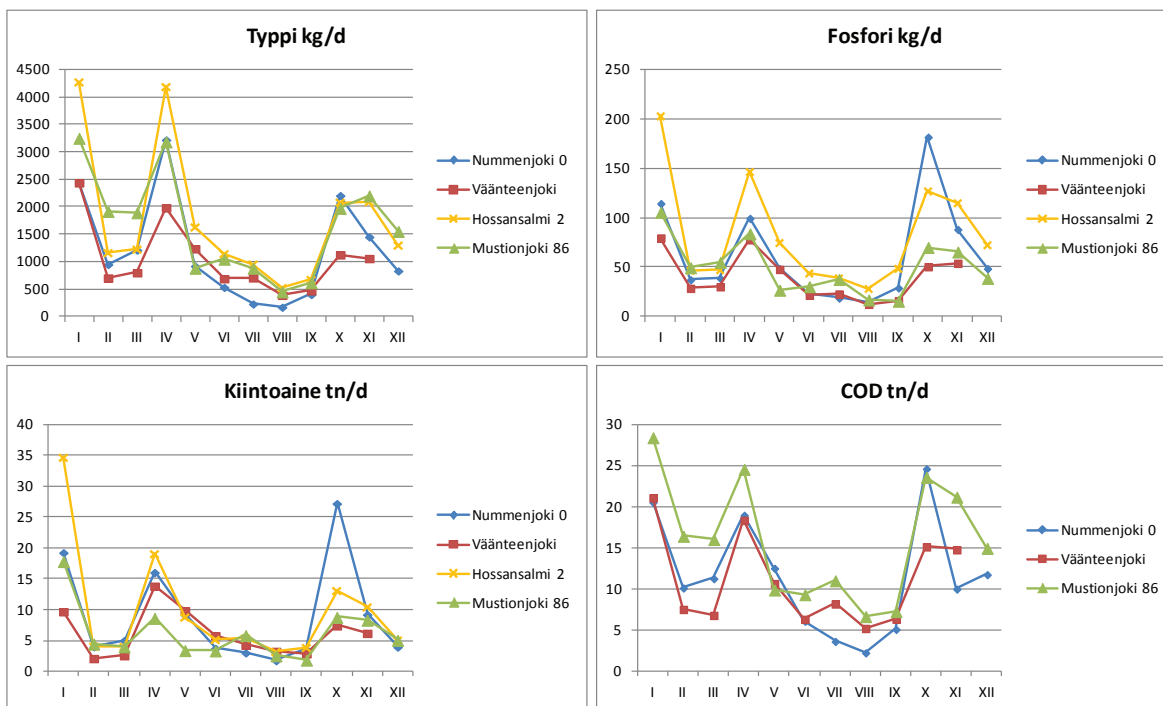 Typpi kg/d
4500
4000
3500
3000
2500
2000
1500
1000
500
0
I II III IV V VI VII VIII IX X XI XII
Nummenjoki 0
Väänteenjoki
Hossansalmi 2
Mustionjoki 86
Fosfori kg/d
250
200
150
100
50
0
I II III IV V VI VII VIII IX X XI XII
Nummenjoki 0
Väänteenjoki
Hossansalmi 2
Mustionjoki 86
Kiintoaine tn/d
40
35
30
25
20
15
10
5
0
I II III IV V VI VII VIII IX X XI XII
Nummenjoki 0
Väänteenjoki
Hossansalmi 2
Mustionjoki 86
COD tn/d
30
25
20
15
10
5
0
I II III IV V VI VII VIII IX X XI XII
Nummenjoki 0
Väänteenjoki
Mustionjoki 86